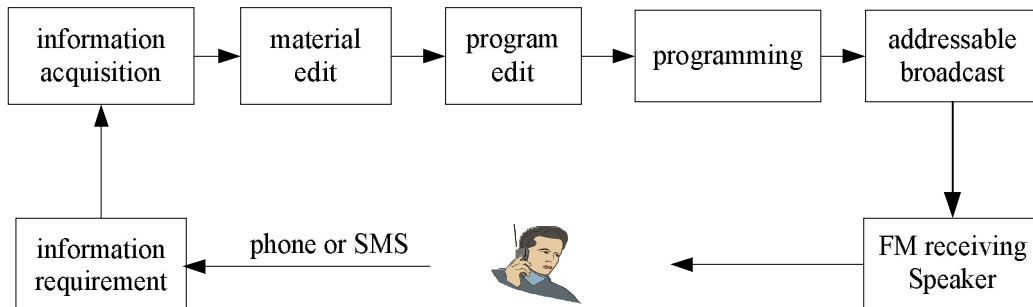 information
acquisition
material
edit
program
edit
programming
addressable
broadcast
information
requirement
phone or SMS
FM receiving
Speaker